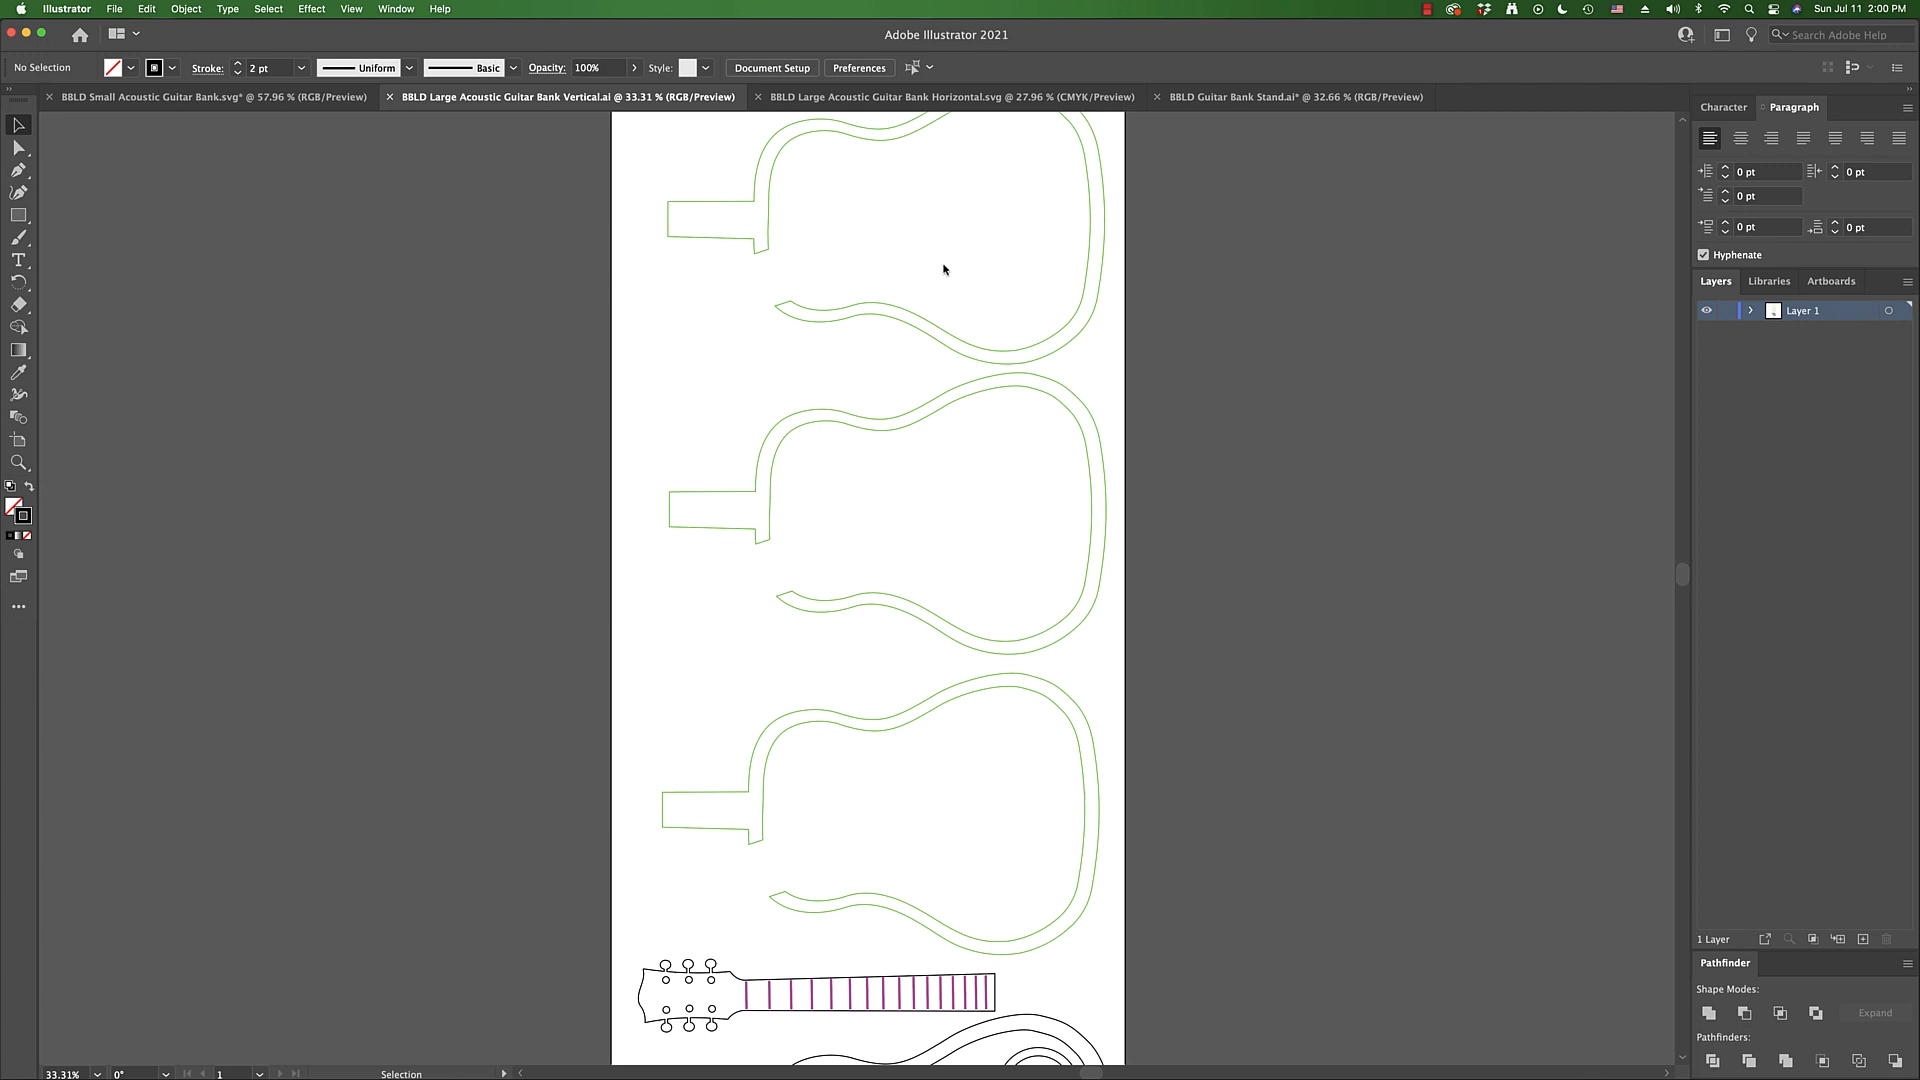 Illustrator File Edit Object Type Select Effect View Window Help Sun Jul 11 2:00 PM
Adobe Illustrator 2021 Search Adobe Help
No Selection Stroke: 2 pt Uniform Basic Opacity: 100% Style: Document Setup Preferences
BBLD Small Acoustic Guitar Bank.svg* @ 57.96 % (RGB/Preview) BBLD Large Acoustic Guitar Bank Vertical.ai @ 33.31 % (RGB/Preview) BBLD Large Acoustic Guitar Bank Horizontal.svg @ 27.96 % (CMYK/Preview) BBLD Guitar Bank Stand.ai* @ 32.66 % (RGB/Preview)
Character Paragraph
0 pt 0 pt
0 pt
0 pt 0 pt
Hyphenate
Layers Libraries Artboards
Layer 1
1 Layer
Pathfinder
Shape Modes:
Expand
Pathfinders:
33.31% 0° 1 Selection